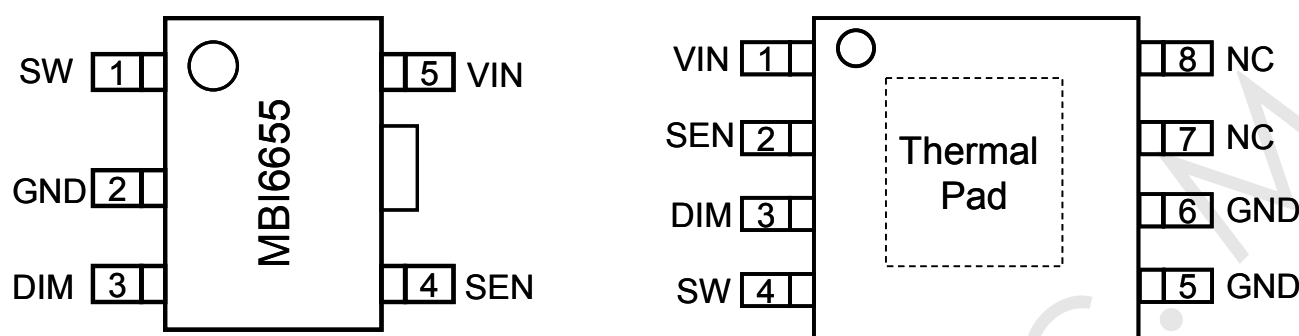 SW 1
5 VIN
GND 2
DIM 3
4 SEN
MBI6655
VIN 1
8 NC
SEN 2
7 NC
DIM 3
6 GND
SW 4
5 GND
Thermal
Pad